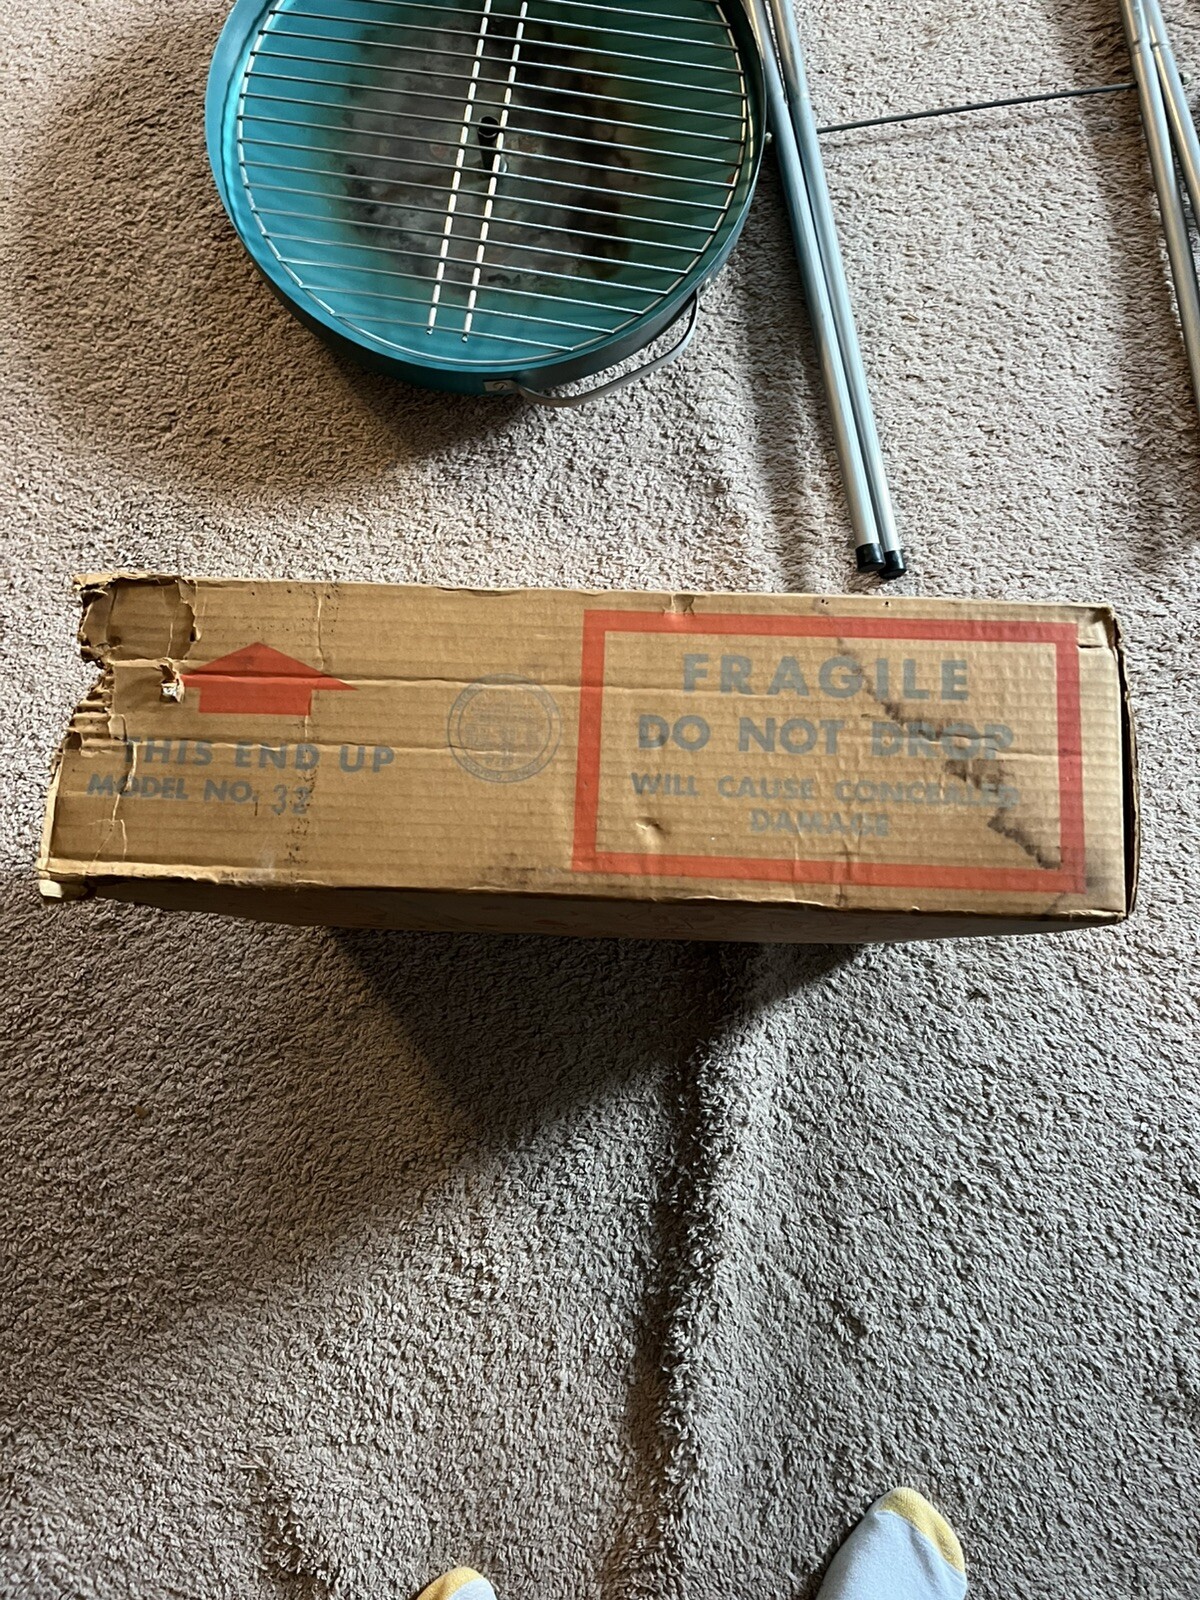 THIS END UP
MODEL NO. 32
FRAGILE
DO NOT DROP
WILL CAUSE CONCEALED
DAMAGE